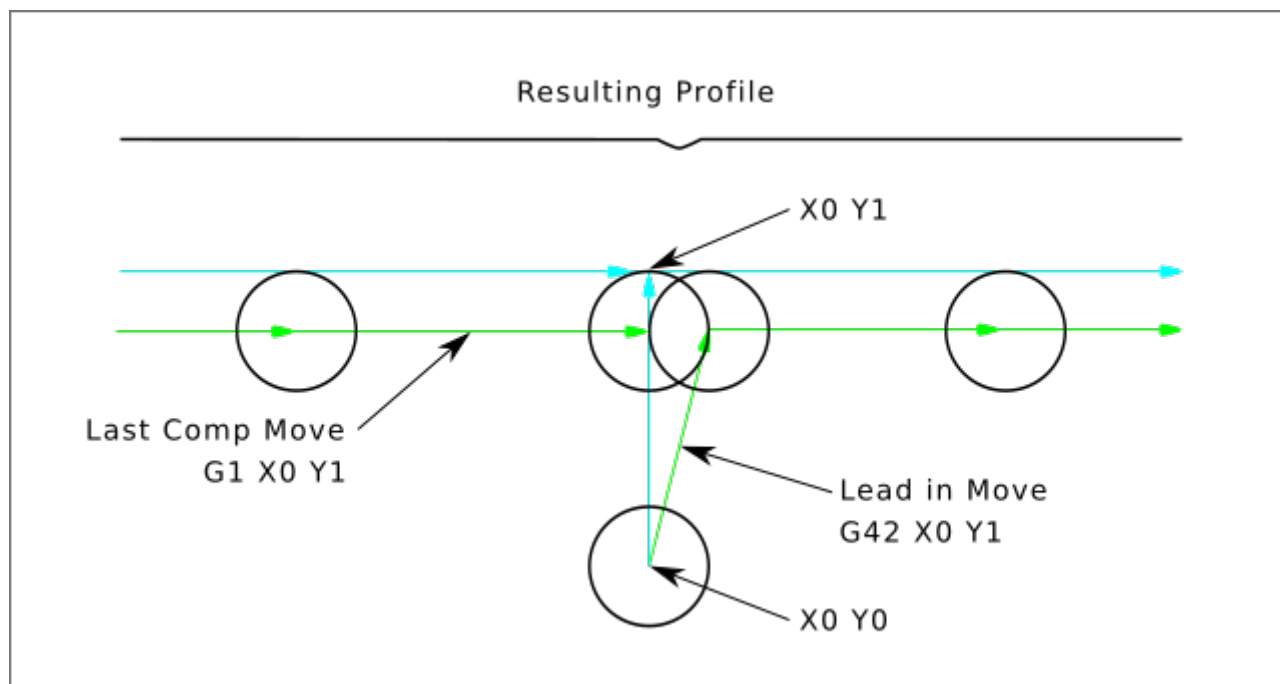 Resulting Profile
X0 Y1
Last Comp Move
G1 X0 Y1
Lead in Move
G42 X0 Y1
X0 Y0